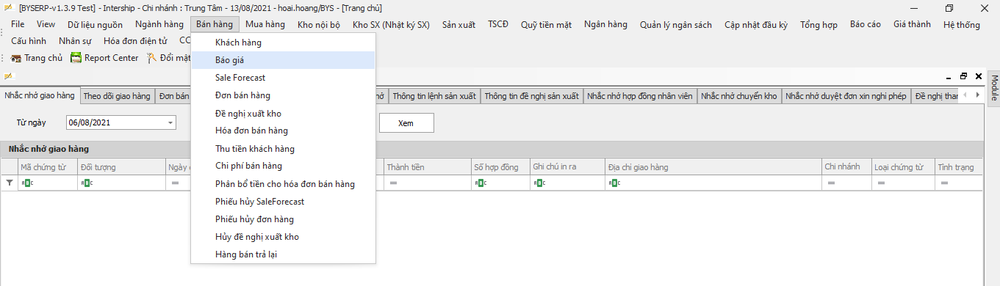 [BYSERP-v1.3.9 Test] - Intership - Chi nhánh : Trung Tâm - 13/08/2021 - hoai.hoang/BYS - [Trang chủ]
File View Dữ liệu nguồn Ngành hàng Bán hàng Mua hàng Kho nội bộ Kho SX (Nhật ký SX) Sản xuất TSCĐ Quỹ tiền mặt Ngân hàng Quản lý ngân sách Cập nhật đầu kỳ Tổng hợp Báo cáo Giá thành Hệ thống
Cấu hình Nhân sự Hóa đơn điện tử
Trang chủ Report Center Đổi mật
Khách hàng
Báo giá
Sale Forecast
Đơn bán hàng
Đề nghị xuất kho
Hóa đơn bán hàng
Thu tiền khách hàng
Chi phí bán hàng
Phân bổ tiền cho hóa đơn bán hàng
Phiếu hủy SaleForecast
Phiếu hủy đơn hàng
Hủy đề nghị xuất kho
Hàng bán trả lại
Module
Nhắc nhở giao hàng Theo dõi giao hàng Đơn bán Thông tin lệnh sản xuất Thông tin đề nghị sản xuất Nhắc nhở hợp đồng nhân viên Nhắc nhở chuyển kho Nhắc nhở duyệt đơn xin nghỉ phép Đề nghị
Từ ngày 06/08/2021 Xem
Nhắc nhở giao hàng
Mã chứng từ Đối tượng Ngày Thành tiền Số hợp đồng Ghi chú in ra Địa chỉ giao hàng Chi nhánh Loại chứng từ Tình trạng
ABC ABC = = ABC ABC ABC = = =